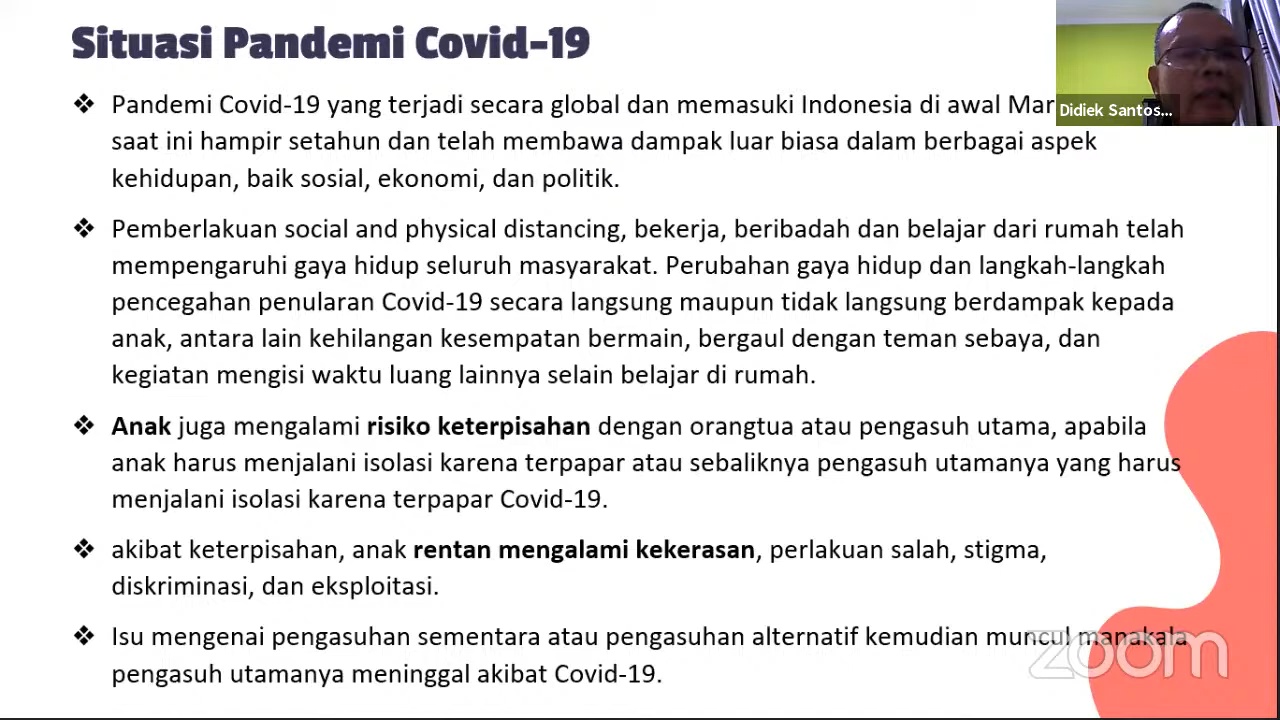 Situasi Pandemi Covid-19
❖ Pandemi Covid-19 yang terjadi secara global dan memasuki Indonesia di awal
saat ini hampir setahun dan telah membawa dampak luar biasa dalam berbagai aspek
kehidupan, baik sosial, ekonomi, dan politik.
❖ Pemberlakuan social and physical distancing, bekerja, beribadah dan belajar dari rumah telah
mempengaruhi gaya hidup seluruh masyarakat. Perubahan gaya hidup dan langkah-langkah
pencegahan penularan Covid-19 secara langsung maupun tidak langsung berdampak kepada
anak, antara lain kehilangan kesempatan bermain, bergaul dengan teman sebaya, dan
kegiatan mengisi waktu luang lainnya selain belajar di rumah.
❖ Anak juga mengalami risiko keterpisahan dengan orangtua atau pengasuh utama, apabila
anak harus menjalani isolasi karena terpapar atau sebaliknya pengasuh utamanya yang harus
menjalani isolasi karena terpapar Covid-19.
❖ akibat keterpisahan, anak rentan mengalami kekerasan, perlakuan salah, stigma,
diskriminasi, dan eksploitasi.
❖ Isu mengenai pengasuhan sementara atau pengasuhan alternatif kemudian muncul manakala
pengasuh utamanya meninggal akibat Covid-19.
Didiek Santos...
zoom